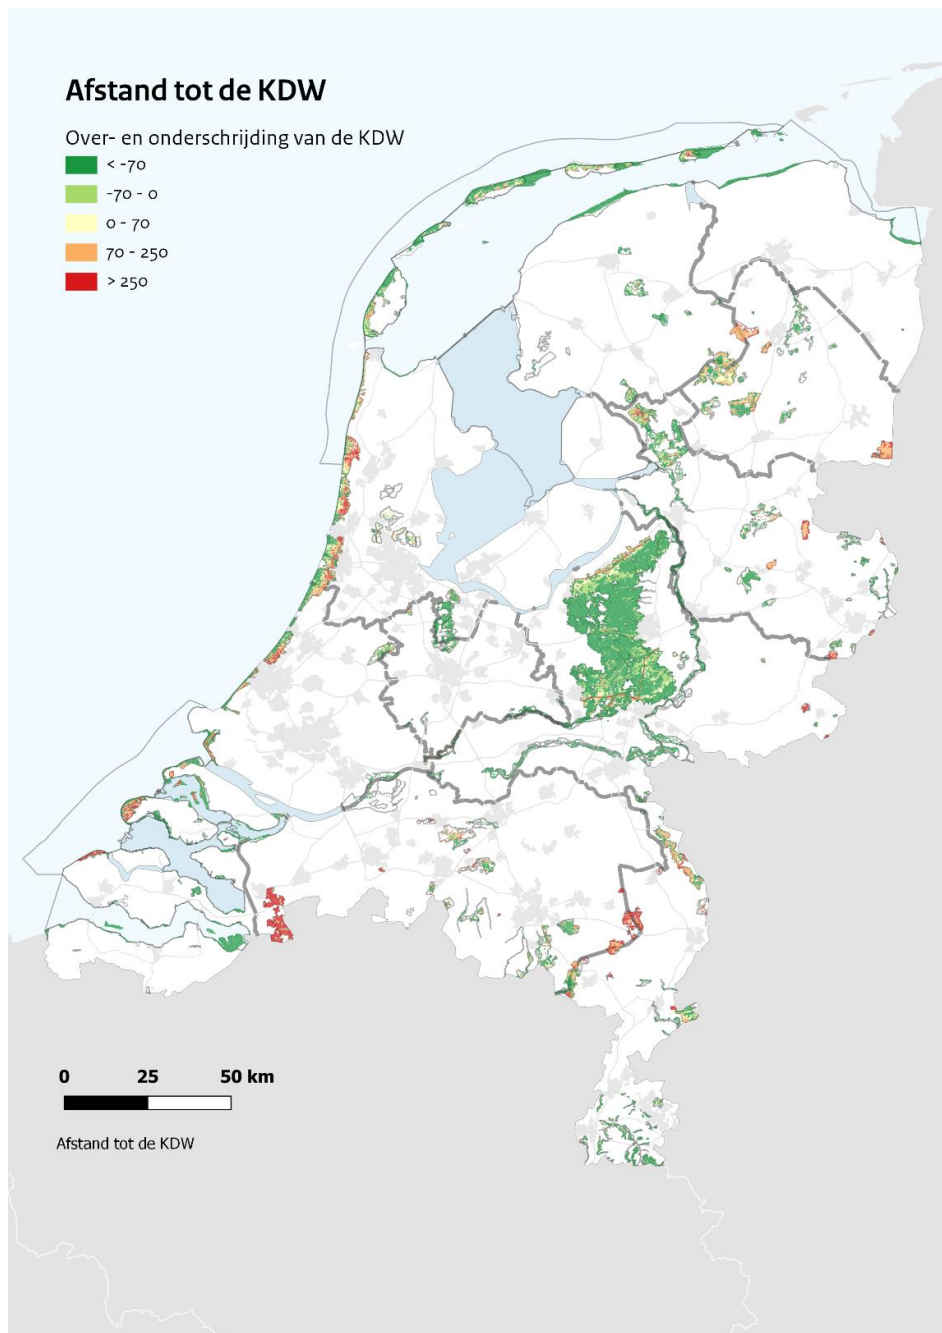 Afstand tot de KDW
Over- en onderschrijding van de KDW
< -70
-70 - 0
0 - 70
70 - 250
> 250
0 25 50 km
Afstand tot de KDW